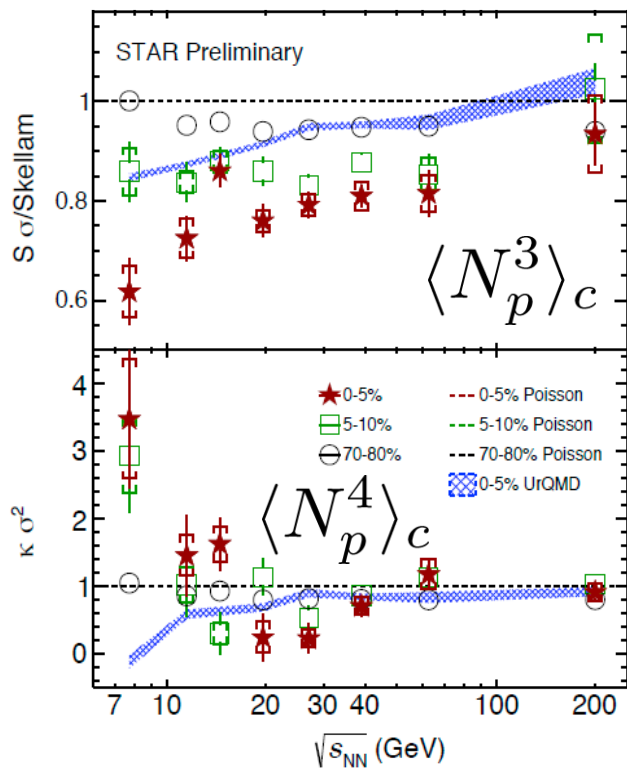 STAR Preliminary
S σ/Skellam
1
0.8
0.6
⟨N_p^3⟩_c
κ σ²
4
3
2
1
0
0-5%
5-10%
70-80%
0-5% Poisson
5-10% Poisson
70-80% Poisson
0-5% UrQMD
⟨N_p^4⟩_c
7 10 20 30 40 100 200
√s_NN (GeV)